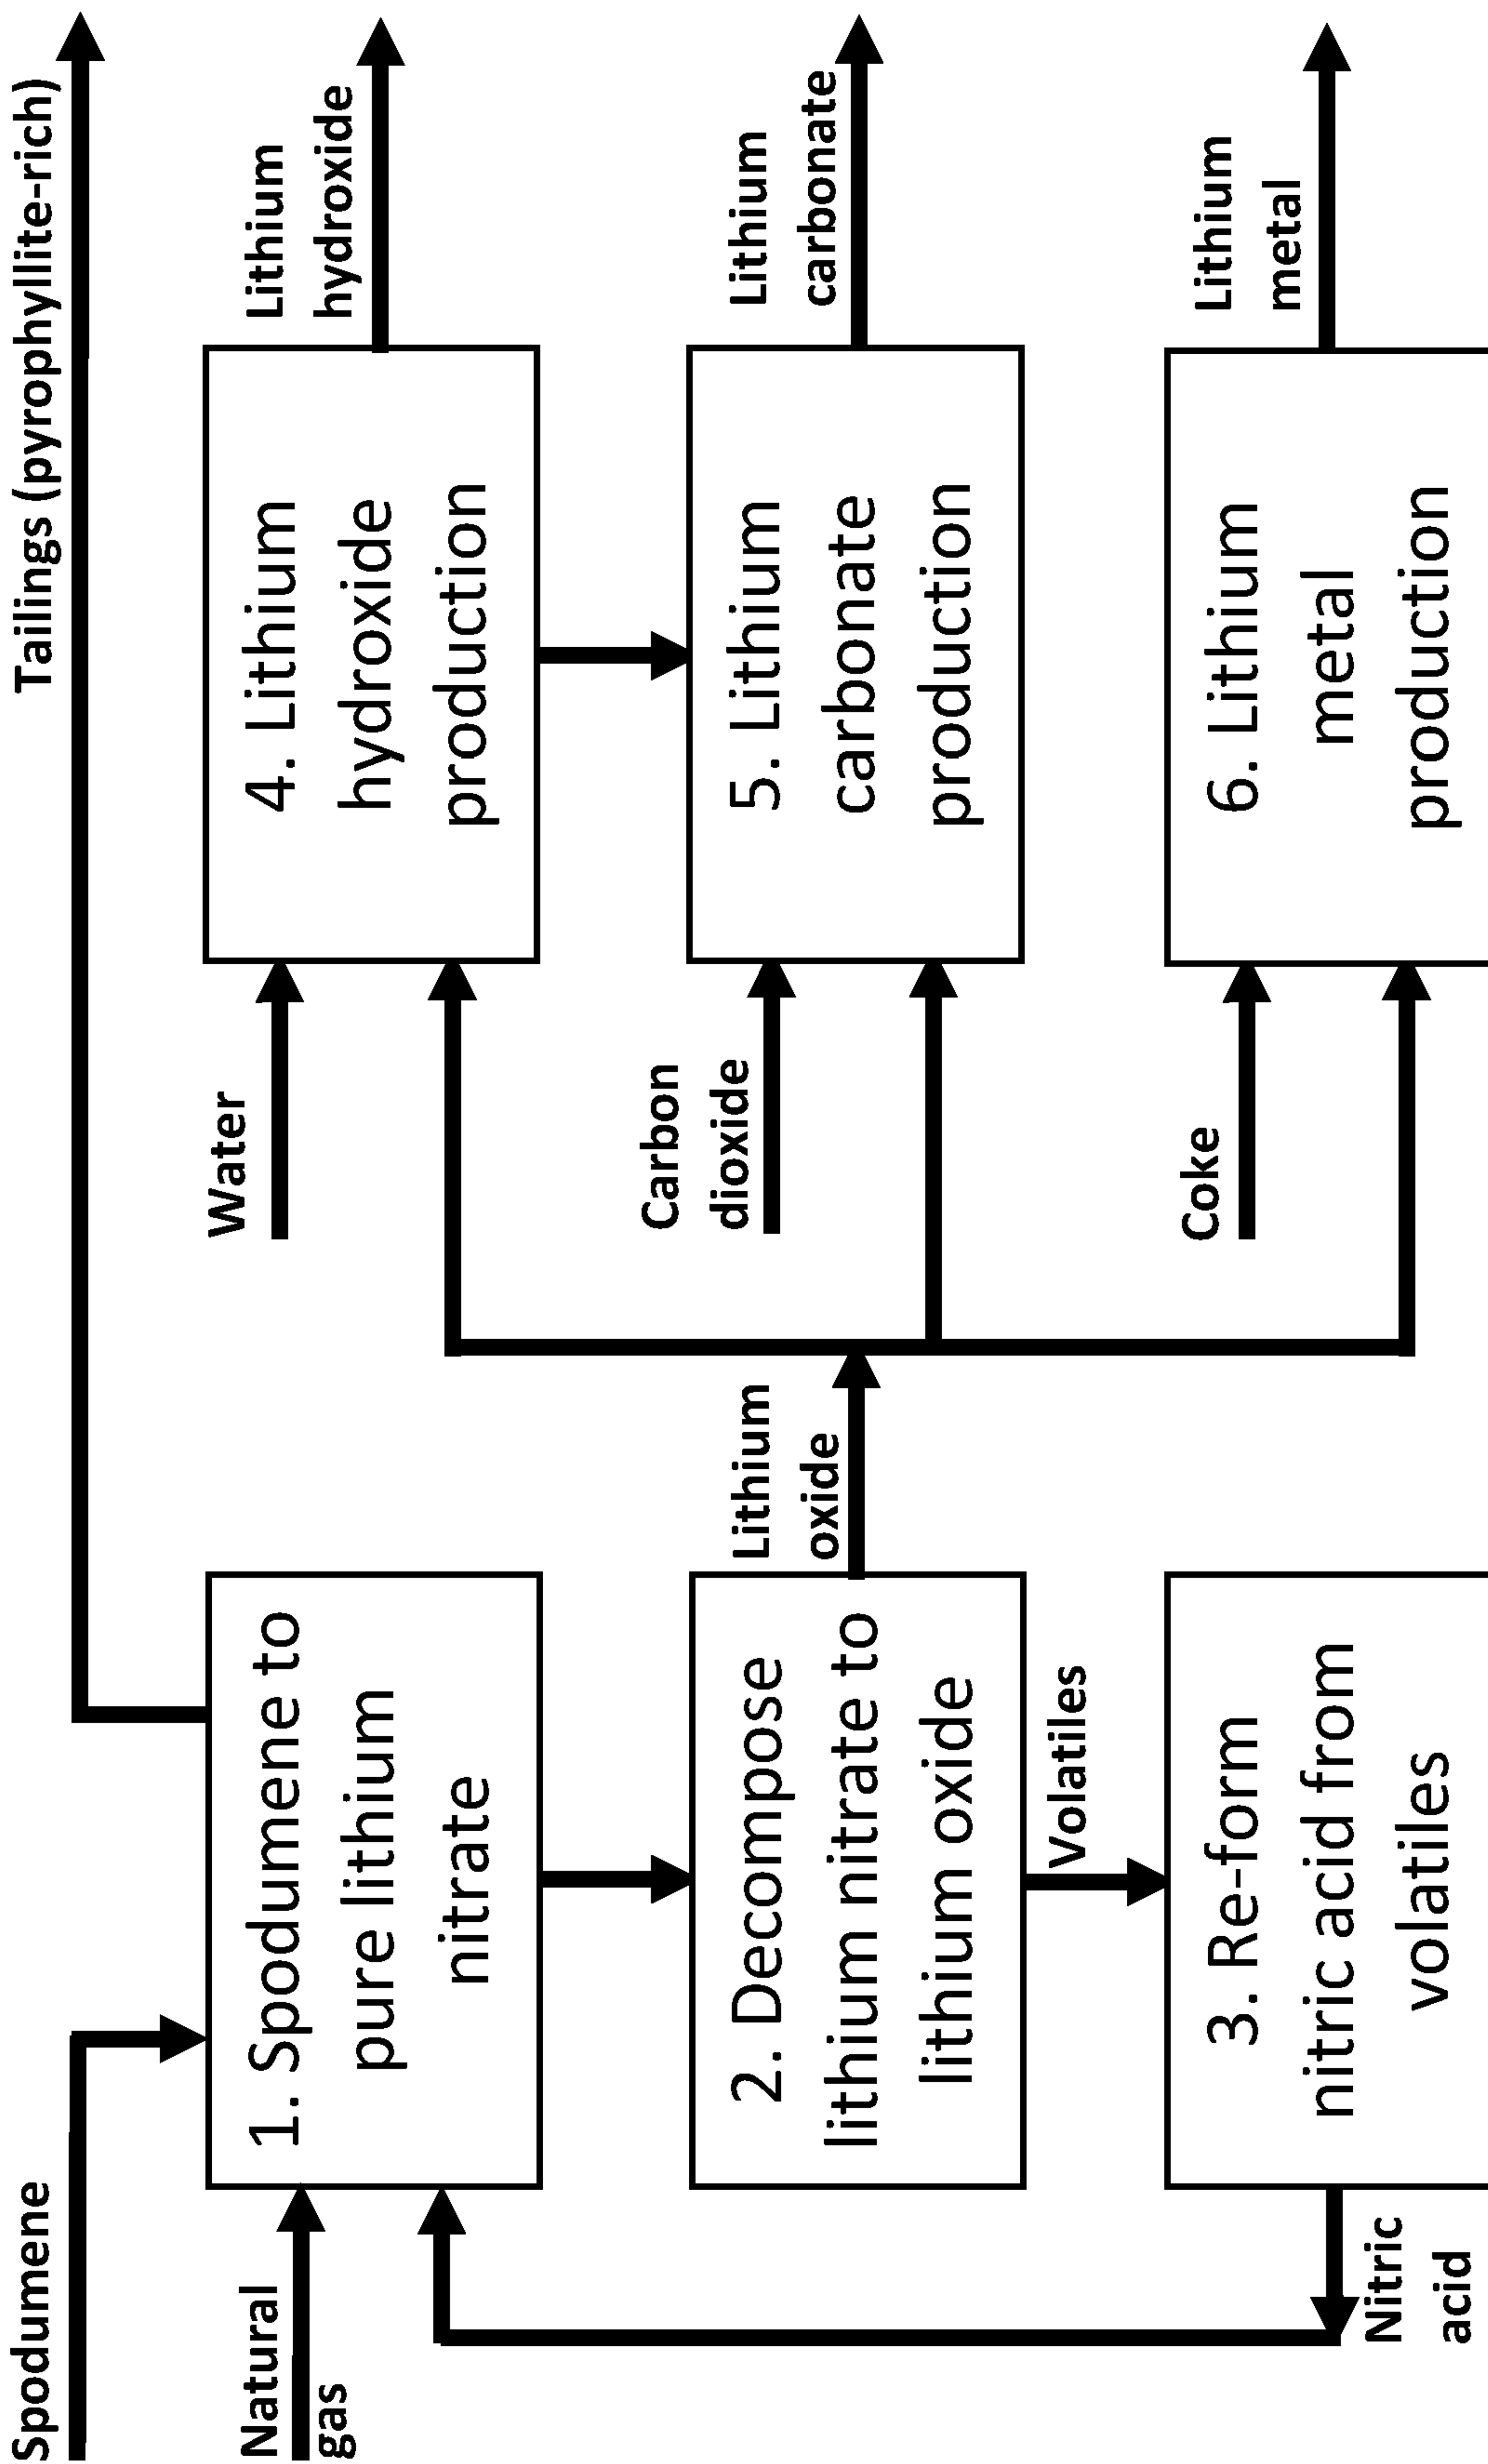 Spodumene
Tailings (pyrophyllite-rich)
Natural
gas
1. Spodumene to
pure lithium
nitrate
Water
4. Lithium
hydroxide
production
Lithium
hydroxide
2. Decompose
lithium nitrate to
lithium oxide
Lithium
oxide
Carbon
dioxide
5. Lithium
carbonate
production
Lithium
carbonate
Volatiles
3. Re-form
nitric acid from
volatiles
Nitric
acid
Coke
6. Lithium
metal
production
Lithium
metal